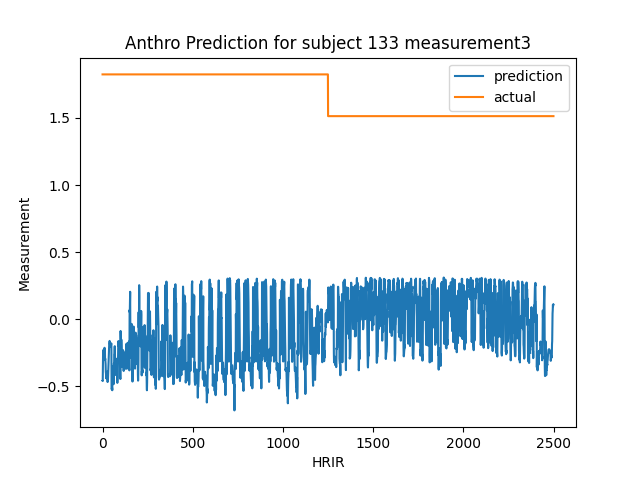 Anthro Prediction for subject 133 measurement3
prediction
actual
Measurement
1.5
1.0
0.5
0.0
−0.5
0 500 1000 1500 2000 2500
HRIR